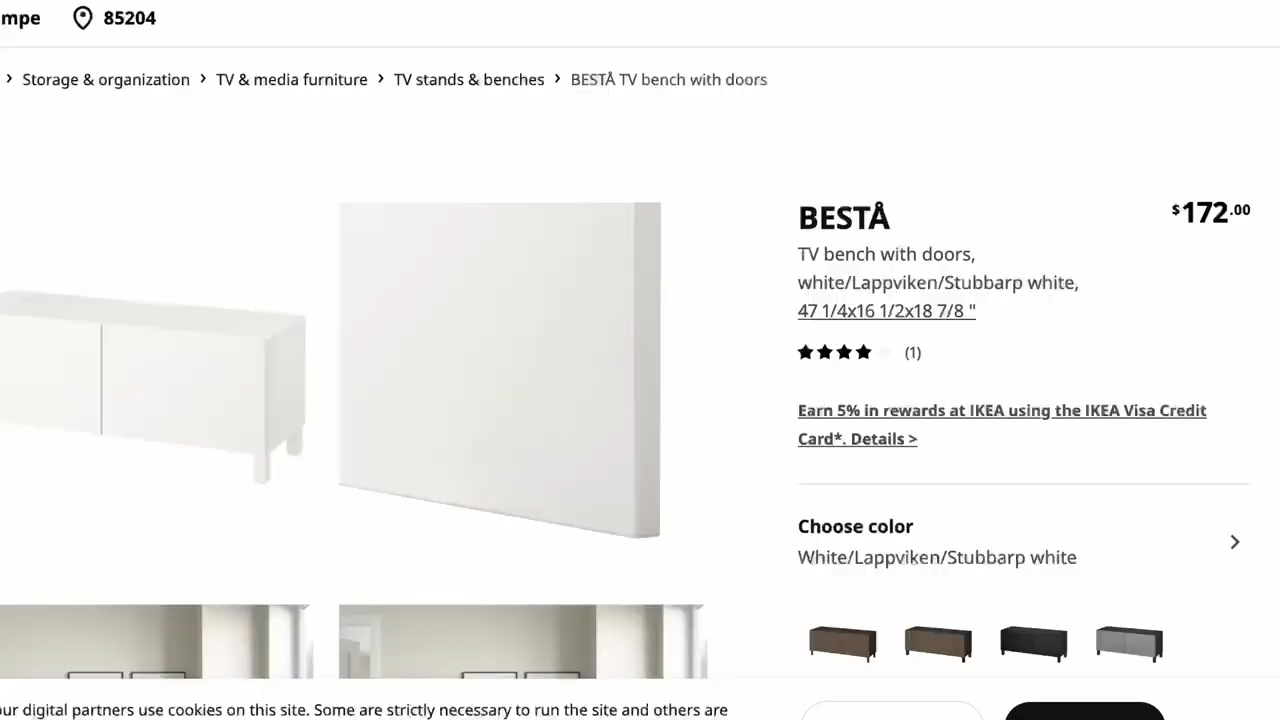 mpe 85204
› Storage & organization › TV & media furniture › TV stands & benches › BESTÅ TV bench with doors
BESTÅ
$172.00
TV bench with doors,
white/Lappviken/Stubbarp white,
47 1/4x16 1/2x18 7/8 "
(1)
Earn 5% in rewards at IKEA using the IKEA Visa Credit
Card*. Details >
Choose color
White/Lappviken/Stubbarp white
our digital partners use cookies on this site. Some are strictly necessary to run the site and others are